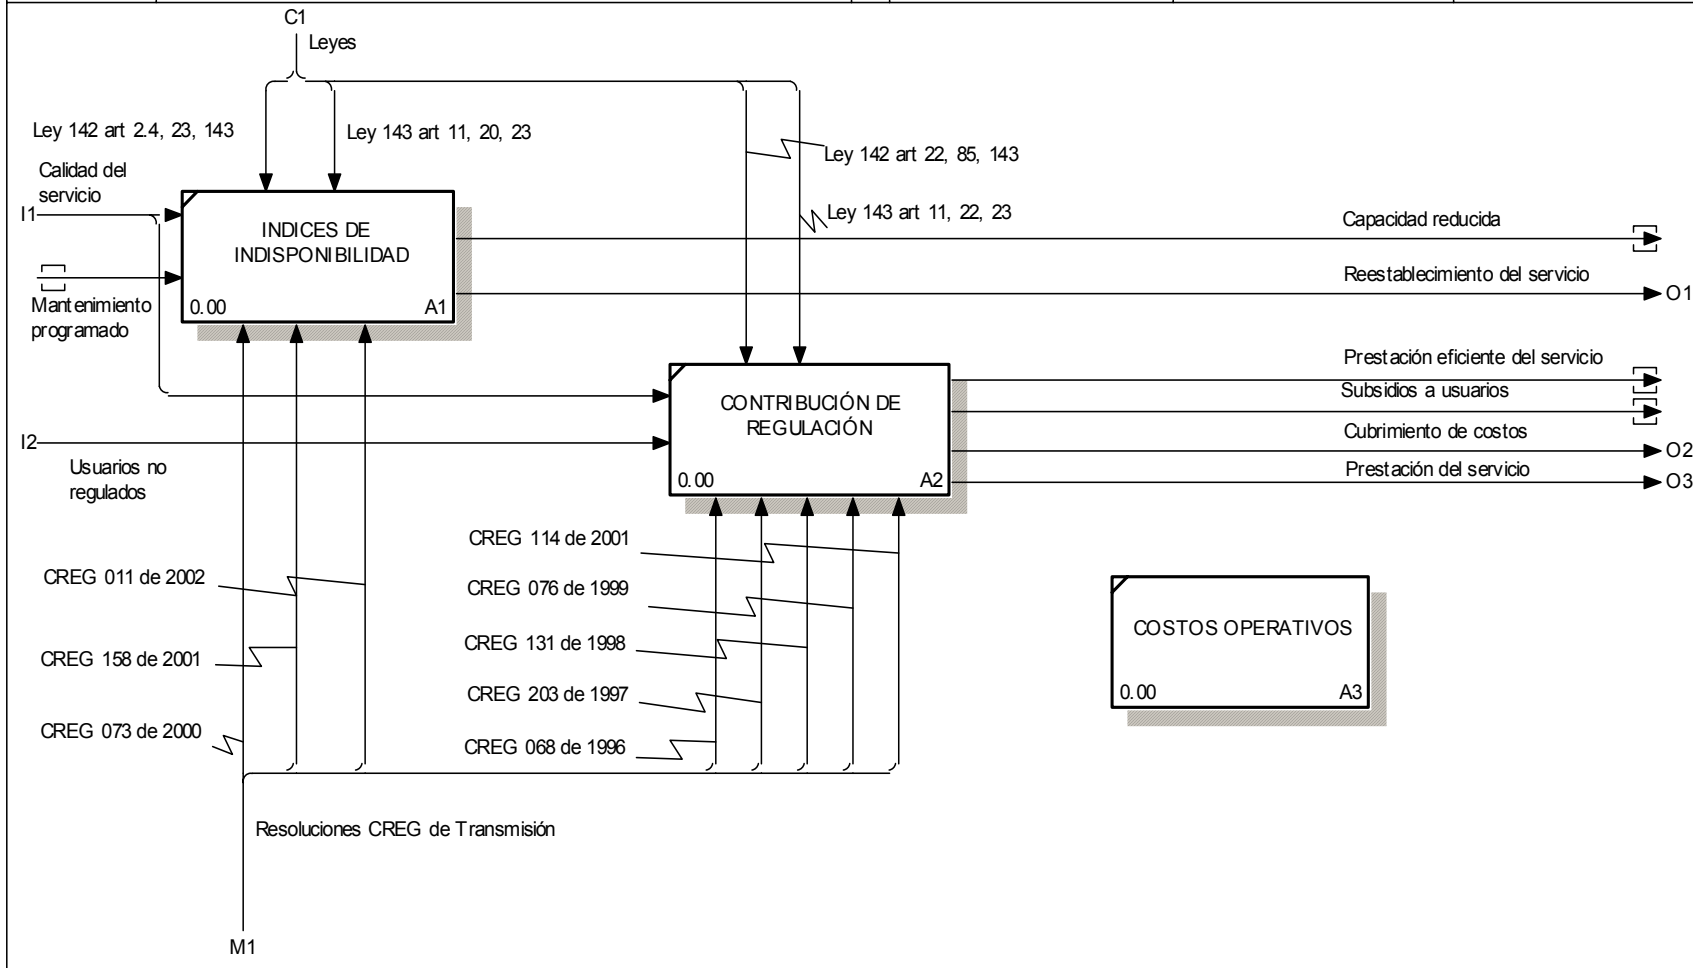 C1
Leyes
Ley 142 art 2.4, 23, 143
Ley 143 art 11, 20, 23
Ley 142 art 22, 85, 143
Calidad del
servicio
I1
Ley 143 art 11, 22, 23
INDICES DE
INDISPONIBILIDAD
0.00
A1
Capacidad reducida
Reestablecimiento del servicio
O1
Mantenimiento
programado
Prestación eficiente del servicio
Subsidios a usuarios
CONTRIBUCIÓN DE
REGULACIÓN
0.00
A2
Cubrimiento de costos
O2
Prestación del servicio
O3
I2
Usuarios no
regulados
CREG 114 de 2001
CREG 011 de 2002
CREG 076 de 1999
CREG 131 de 1998
CREG 158 de 2001
CREG 203 de 1997
CREG 073 de 2000
CREG 068 de 1996
COSTOS OPERATIVOS
0.00
A3
Resoluciones CREG de Transmisión
M1